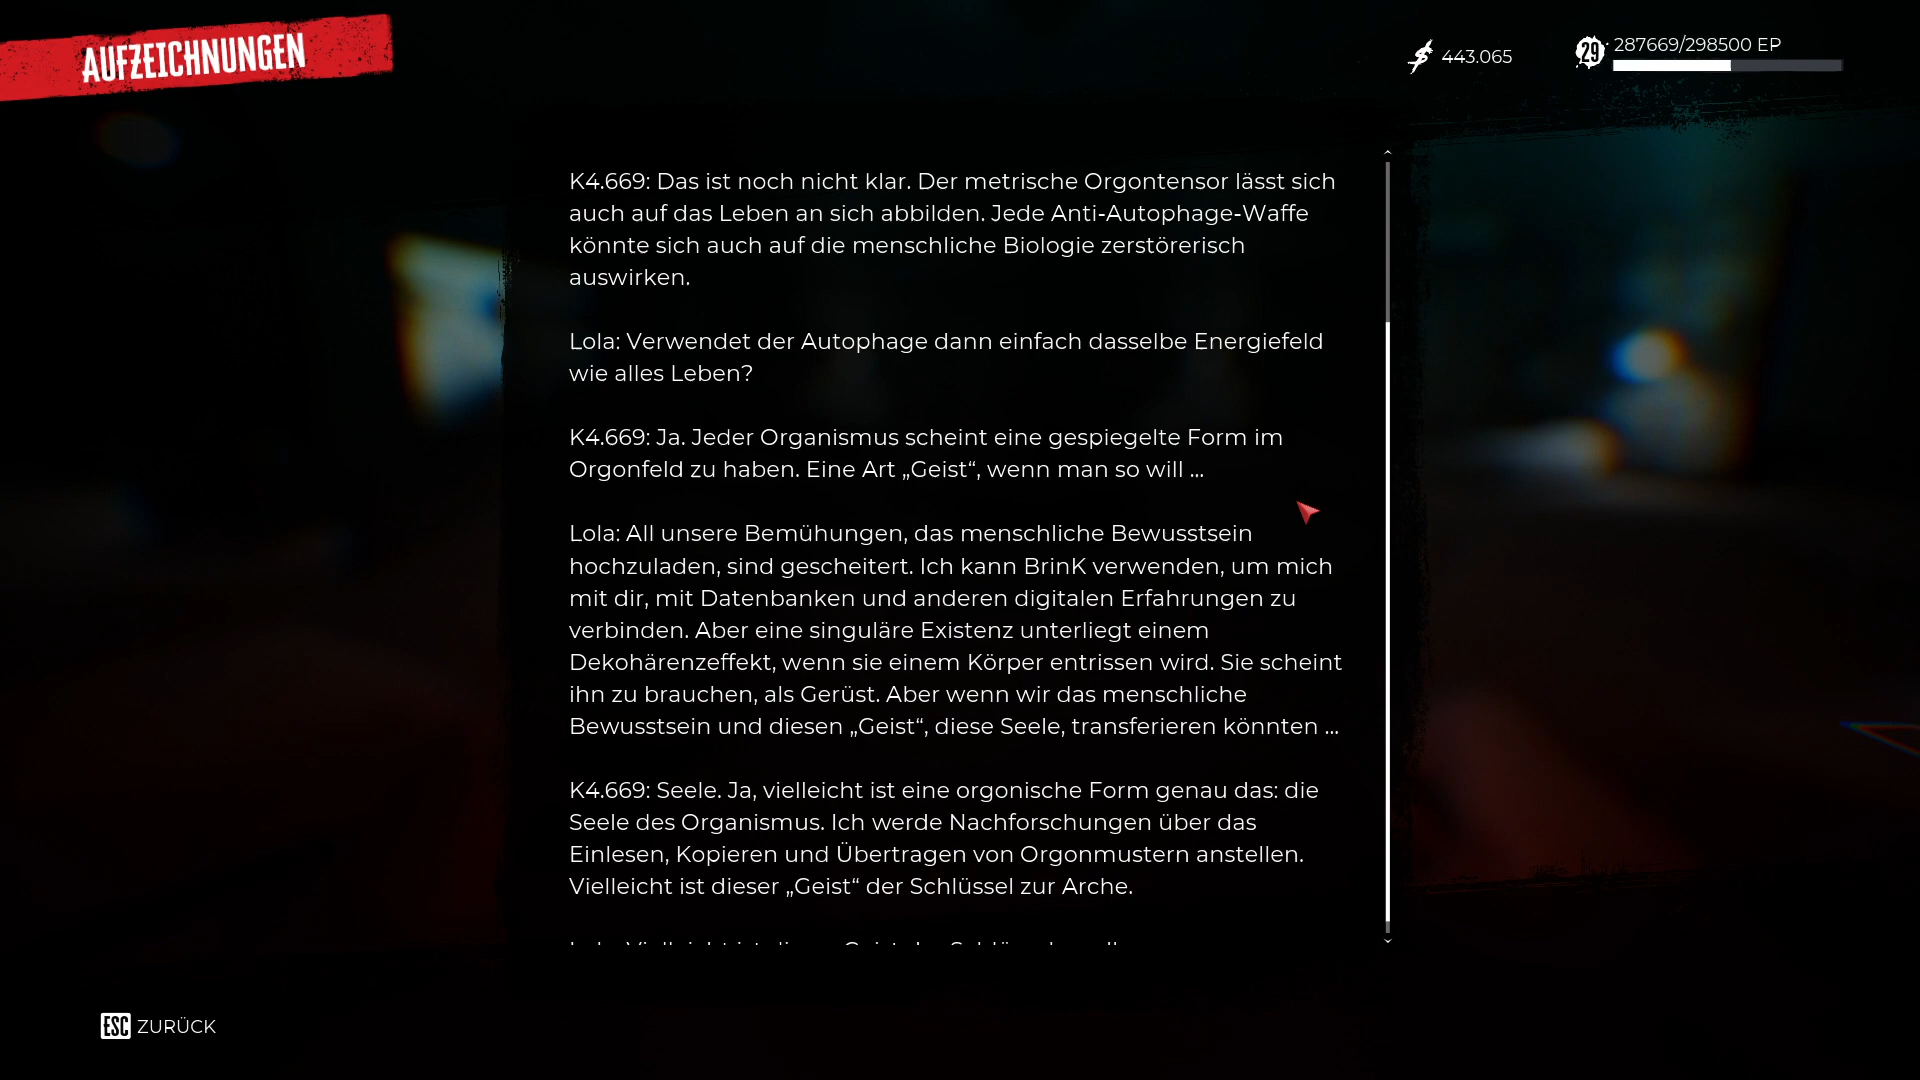 AUFZEICHNUNGEN
443.065
29
287669/298500 EP
K4.669: Das ist noch nicht klar. Der metrische Orgontensor lässt sich
auch auf das Leben an sich abbilden. Jede Anti-Autophage-Waffe
könnte sich auch auf die menschliche Biologie zerstörerisch
auswirken.
Lola: Verwendet der Autophage dann einfach dasselbe Energiefeld
wie alles Leben?
K4.669: Ja. Jeder Organismus scheint eine gespiegelte Form im
Orgonfeld zu haben. Eine Art „Geist“, wenn man so will ...
Lola: All unsere Bemühungen, das menschliche Bewusstsein
hochzuladen, sind gescheitert. Ich kann BrinK verwenden, um mich
mit dir, mit Datenbanken und anderen digitalen Erfahrungen zu
verbinden. Aber eine singuläre Existenz unterliegt einem
Dekohärenzeffekt, wenn sie einem Körper entrissen wird. Sie scheint
ihn zu brauchen, als Gerüst. Aber wenn wir das menschliche
Bewusstsein und diesen „Geist“, diese Seele, transferieren könnten ...
K4.669: Seele. Ja, vielleicht ist eine orgonische Form genau das: die
Seele des Organismus. Ich werde Nachforschungen über das
Einlesen, Kopieren und Übertragen von Orgonmustern anstellen.
Vielleicht ist dieser „Geist“ der Schlüssel zur Arche.
ESC ZURÜCK